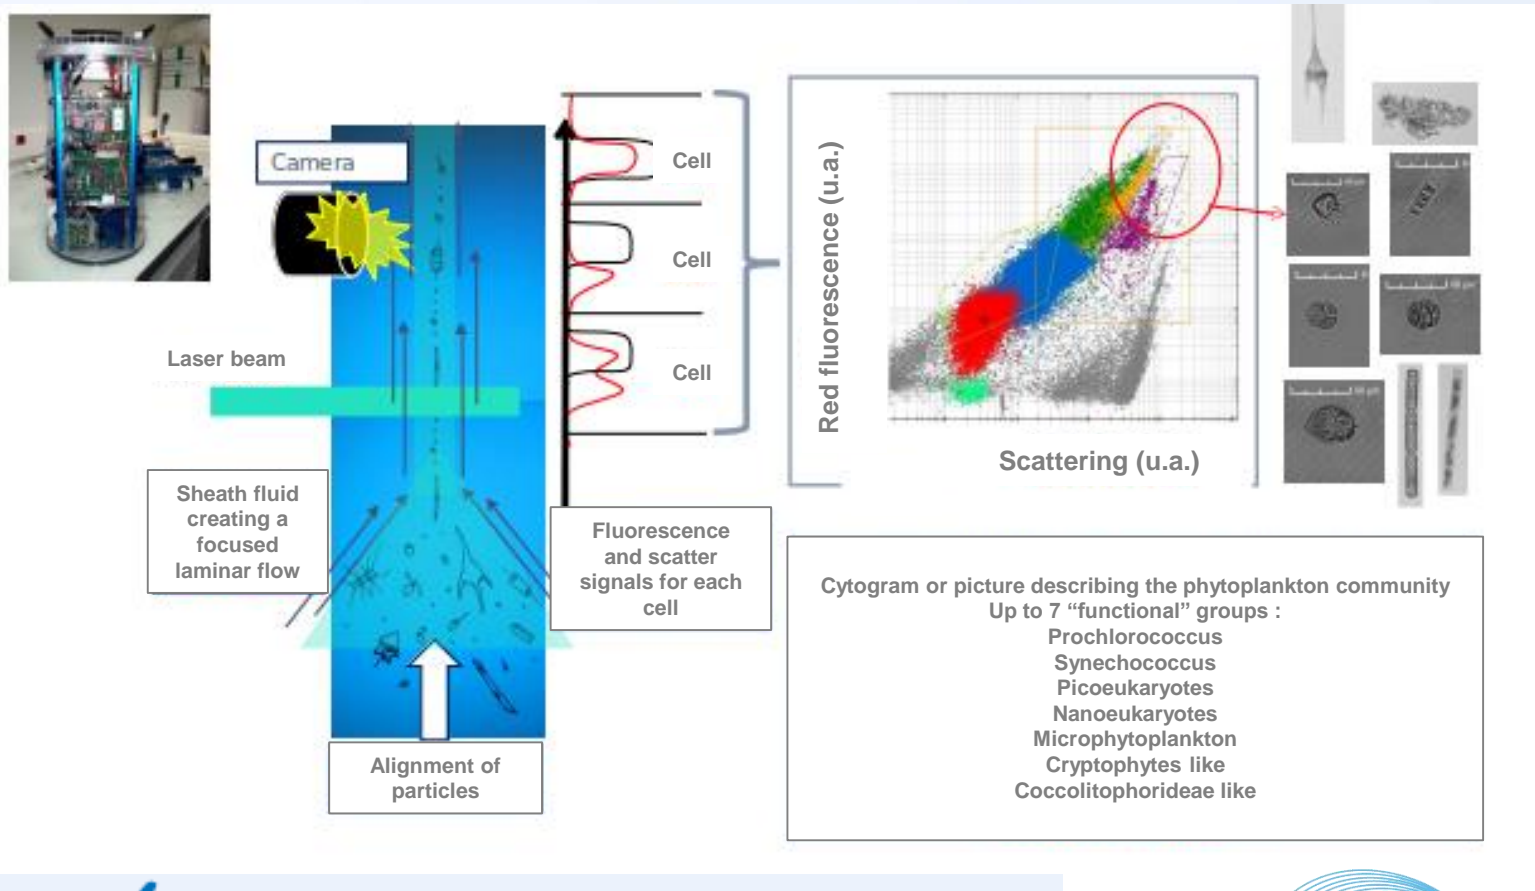 Camera
Laser beam
Sheath fluid
creating a
focused
laminar flow
Alignment of
particles
Cell
Cell
Cell
Fluorescence
and scatter
signals for each
cell
Red fluorescence (u.a.)
Scattering (u.a.)
Cytogram or picture describing the phytoplankton community
Up to 7 “functional” groups :
Prochlorococcus
Synechococcus
Picoeukaryotes
Nanoeukaryotes
Microphytoplankton
Cryptophytes like
Coccolitophorideae like